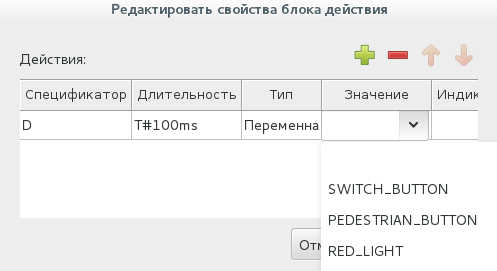 Редактировать свойства блока действия
Действия:
Спецификатор Длительность Тип Значение Индик
D T#100ms Переменна
SWITCH_BUTTON
PEDESTRIAN_BUTTON
RED_LIGHT
Отм